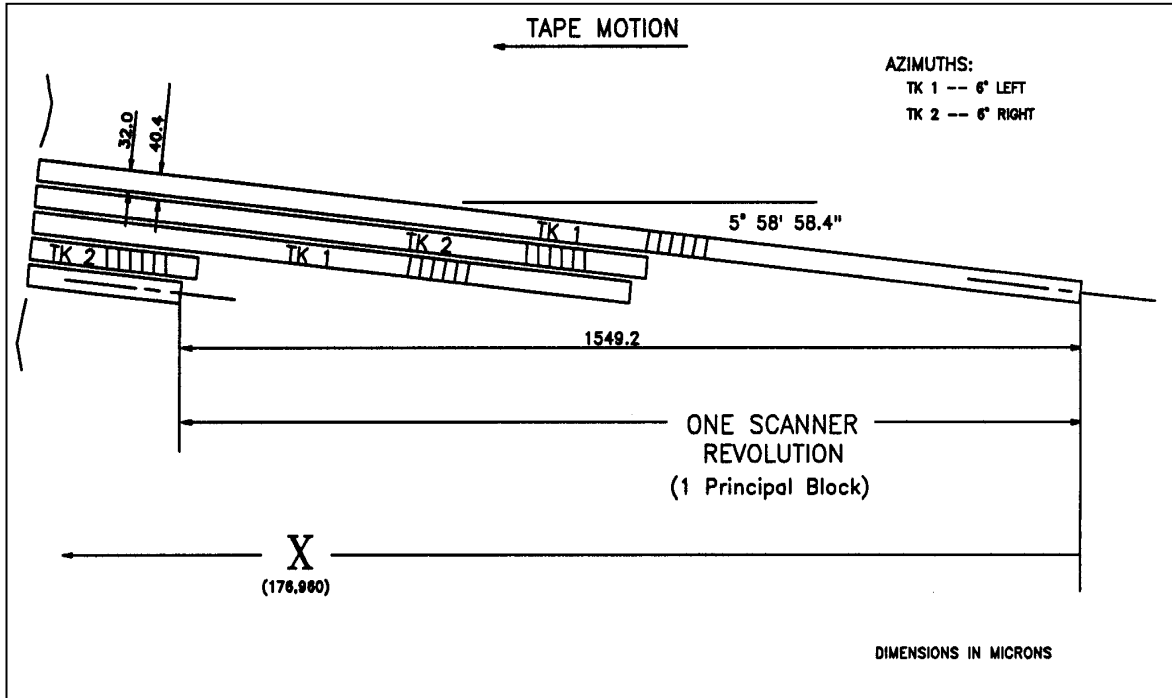 TAPE MOTION
AZIMUTHS:
TK 1 -- 6° LEFT
TK 2 -- 6° RIGHT
32.0
40.4
5° 58' 58.4"
TK 1
TK 2
TK 2
TK 1
1549.2
ONE SCANNER
REVOLUTION
(1 Principal Block)
X
(176,960)
DIMENSIONS IN MICRONS